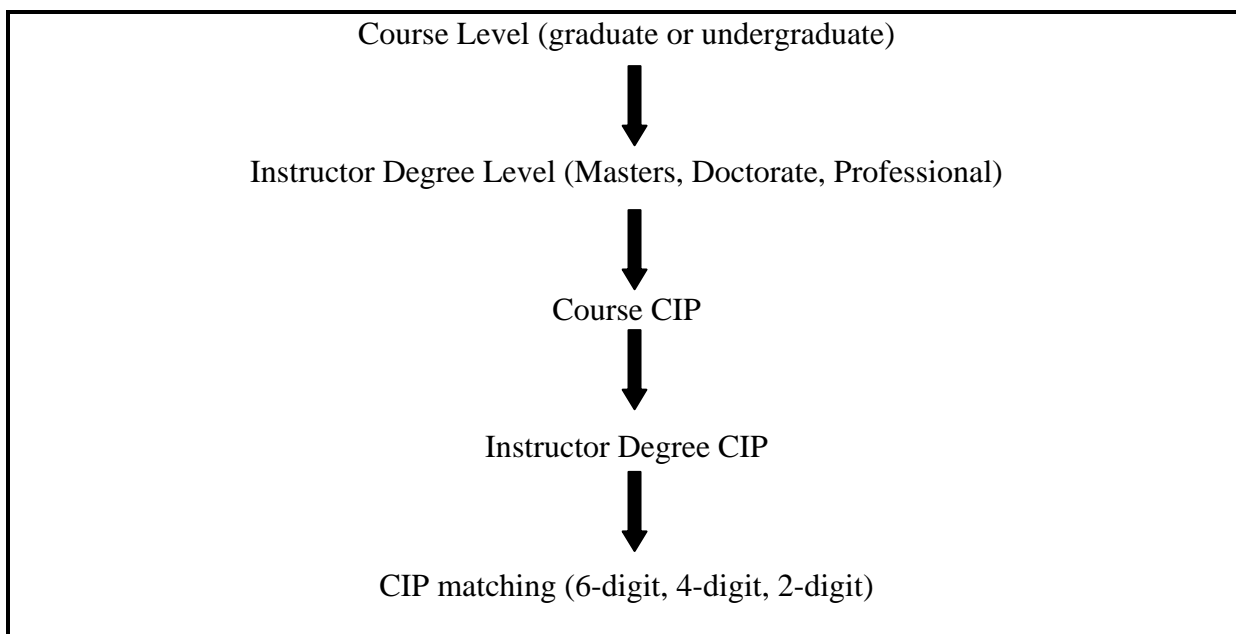 Course Level (graduate or undergraduate)
Instructor Degree Level (Masters, Doctorate, Professional)
Course CIP
Instructor Degree CIP
CIP matching (6-digit, 4-digit, 2-digit)